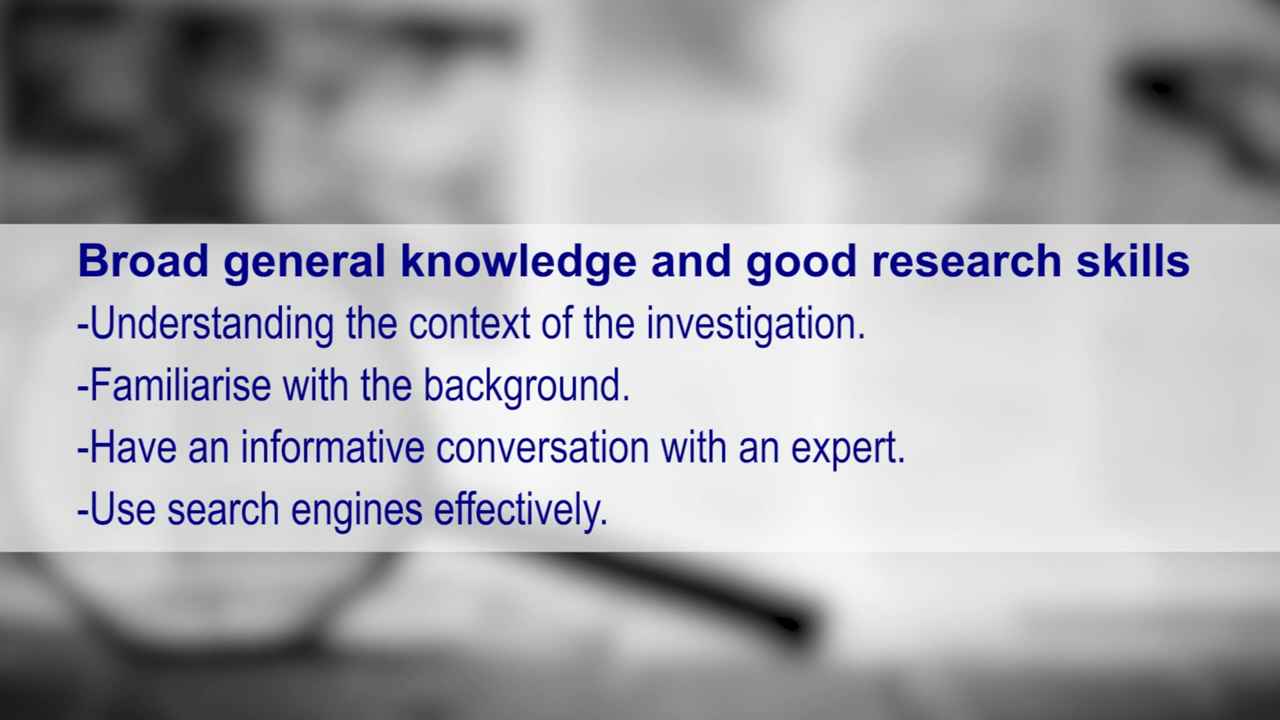 Broad general knowledge and good research skills
-Understanding the context of the investigation.
-Familiarise with the background.
-Have an informative conversation with an expert.
-Use search engines effectively.